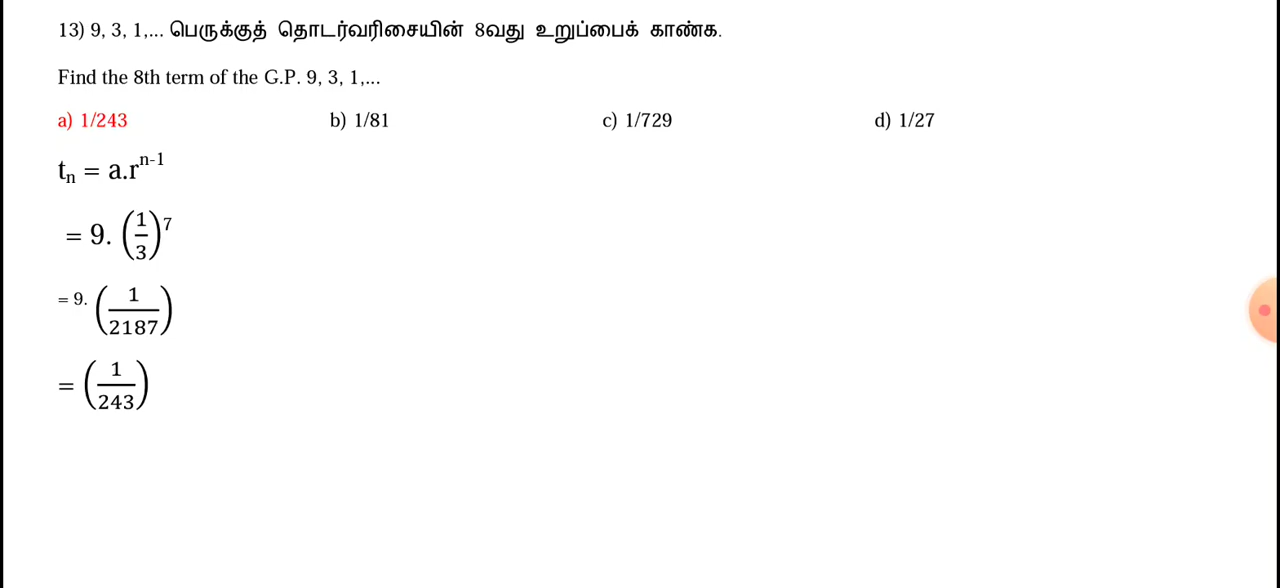 13) 9, 3, 1,... பெருக்குத் தொடர்வரிசையின் 8வது உறுப்பைக் காண்க.
Find the 8th term of the G.P. 9, 3, 1,...
a) 1/243 b) 1/81 c) 1/729 d) 1/27
tₙ = a.rⁿ⁻¹
= 9. (1/3)⁷
= 9. (1/2187)
= (1/243)